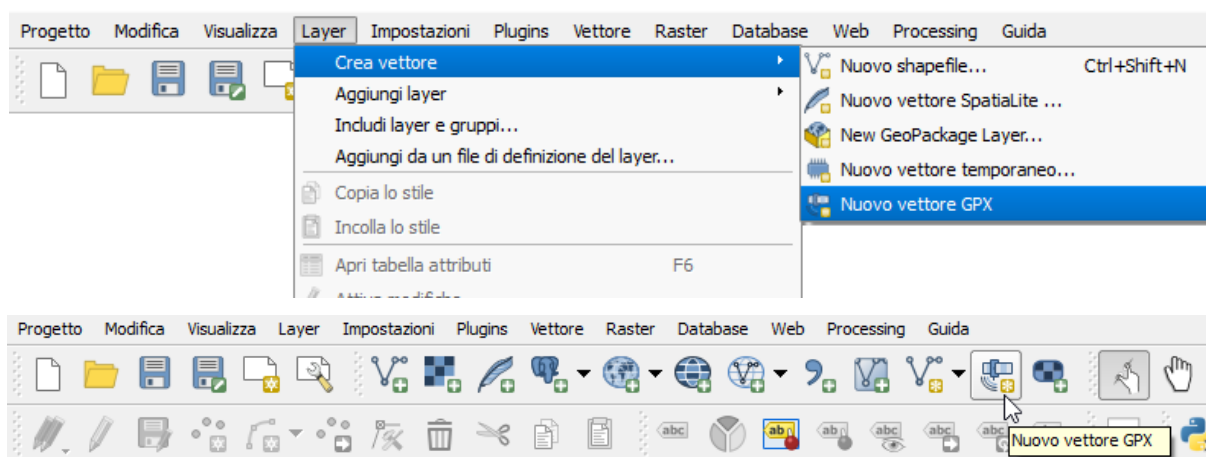 Progetto Modifica Visualizza Layer Impostazioni Plugins Vettore Raster Database Web Processing Guida
Crea vettore
Aggiungi layer
Includi layer e gruppi...
Aggiungi da un file di definizione del layer...
Copia lo stile
Incolla lo stile
Apri tabella attributi F6
Nuovo shapefile... Ctrl+Shift+N
Nuovo vettore SpatiaLite ...
New GeoPackage Layer...
Nuovo vettore temporaneo...
Nuovo vettore GPX
Progetto Modifica Visualizza Layer Impostazioni Plugins Vettore Raster Database Web Processing Guida
abc ab abc abc abc
Nuovo vettore GPX